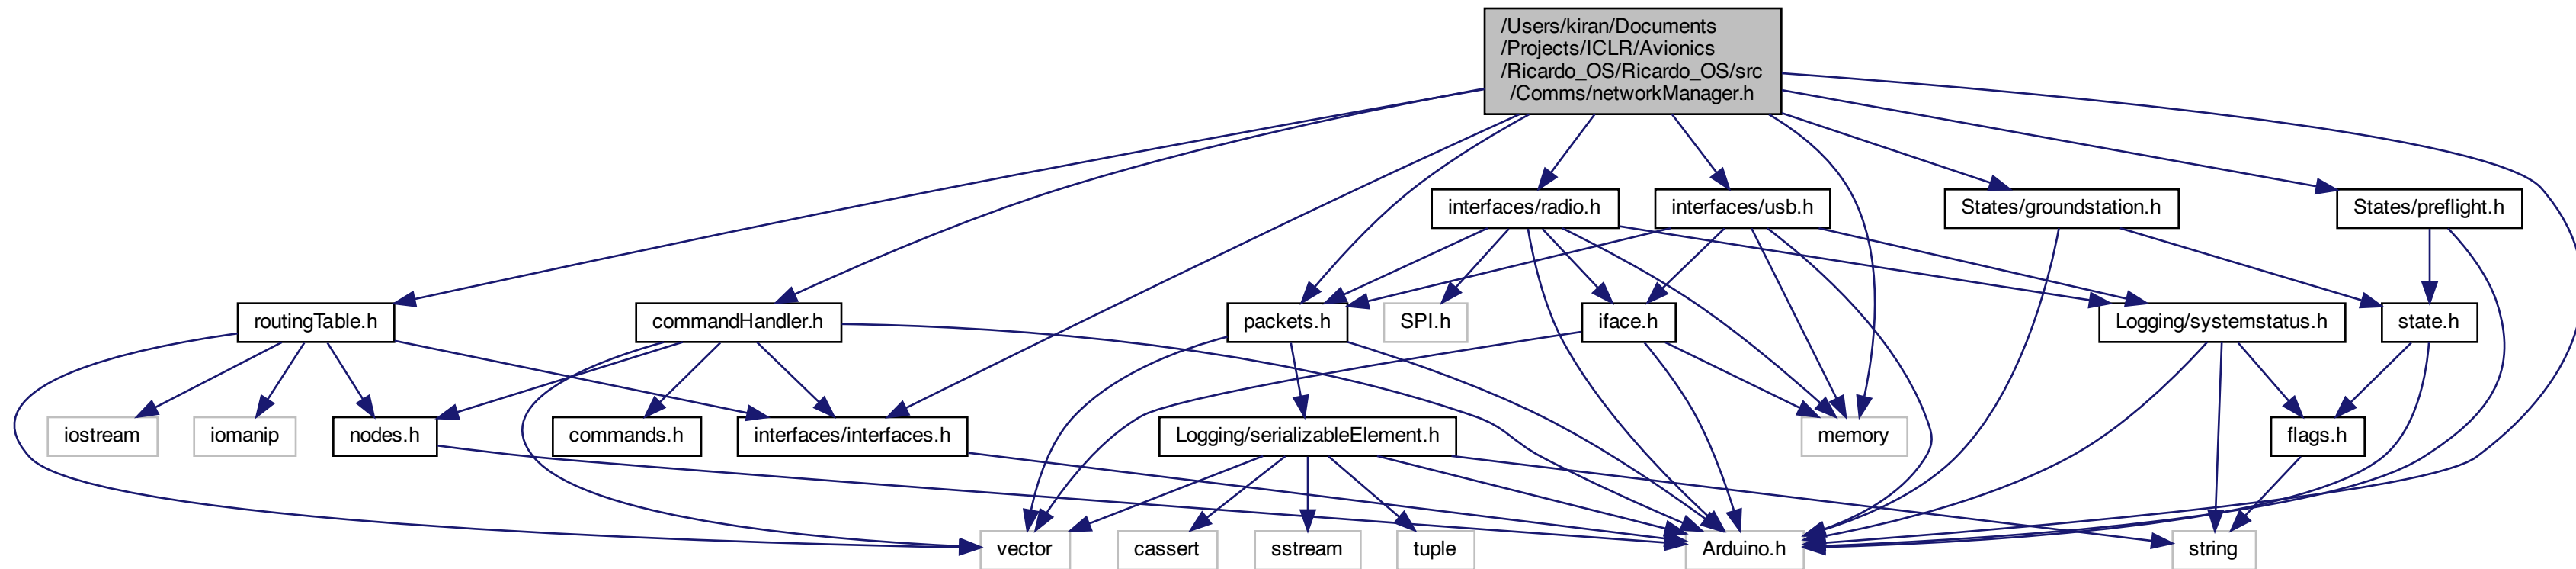 /Users/kiran/Documents
/Projects/ICLR/Avionics
/Ricardo_OS/Ricardo_OS/src
/Comms/networkManager.h
interfaces/radio.h
interfaces/usb.h
States/groundstation.h
States/preflight.h
routingTable.h
commandHandler.h
packets.h
SPI.h
iface.h
Logging/systemstatus.h
state.h
iostream
iomanip
nodes.h
commands.h
interfaces/interfaces.h
Logging/serializableElement.h
memory
flags.h
vector
cassert
sstream
tuple
Arduino.h
string